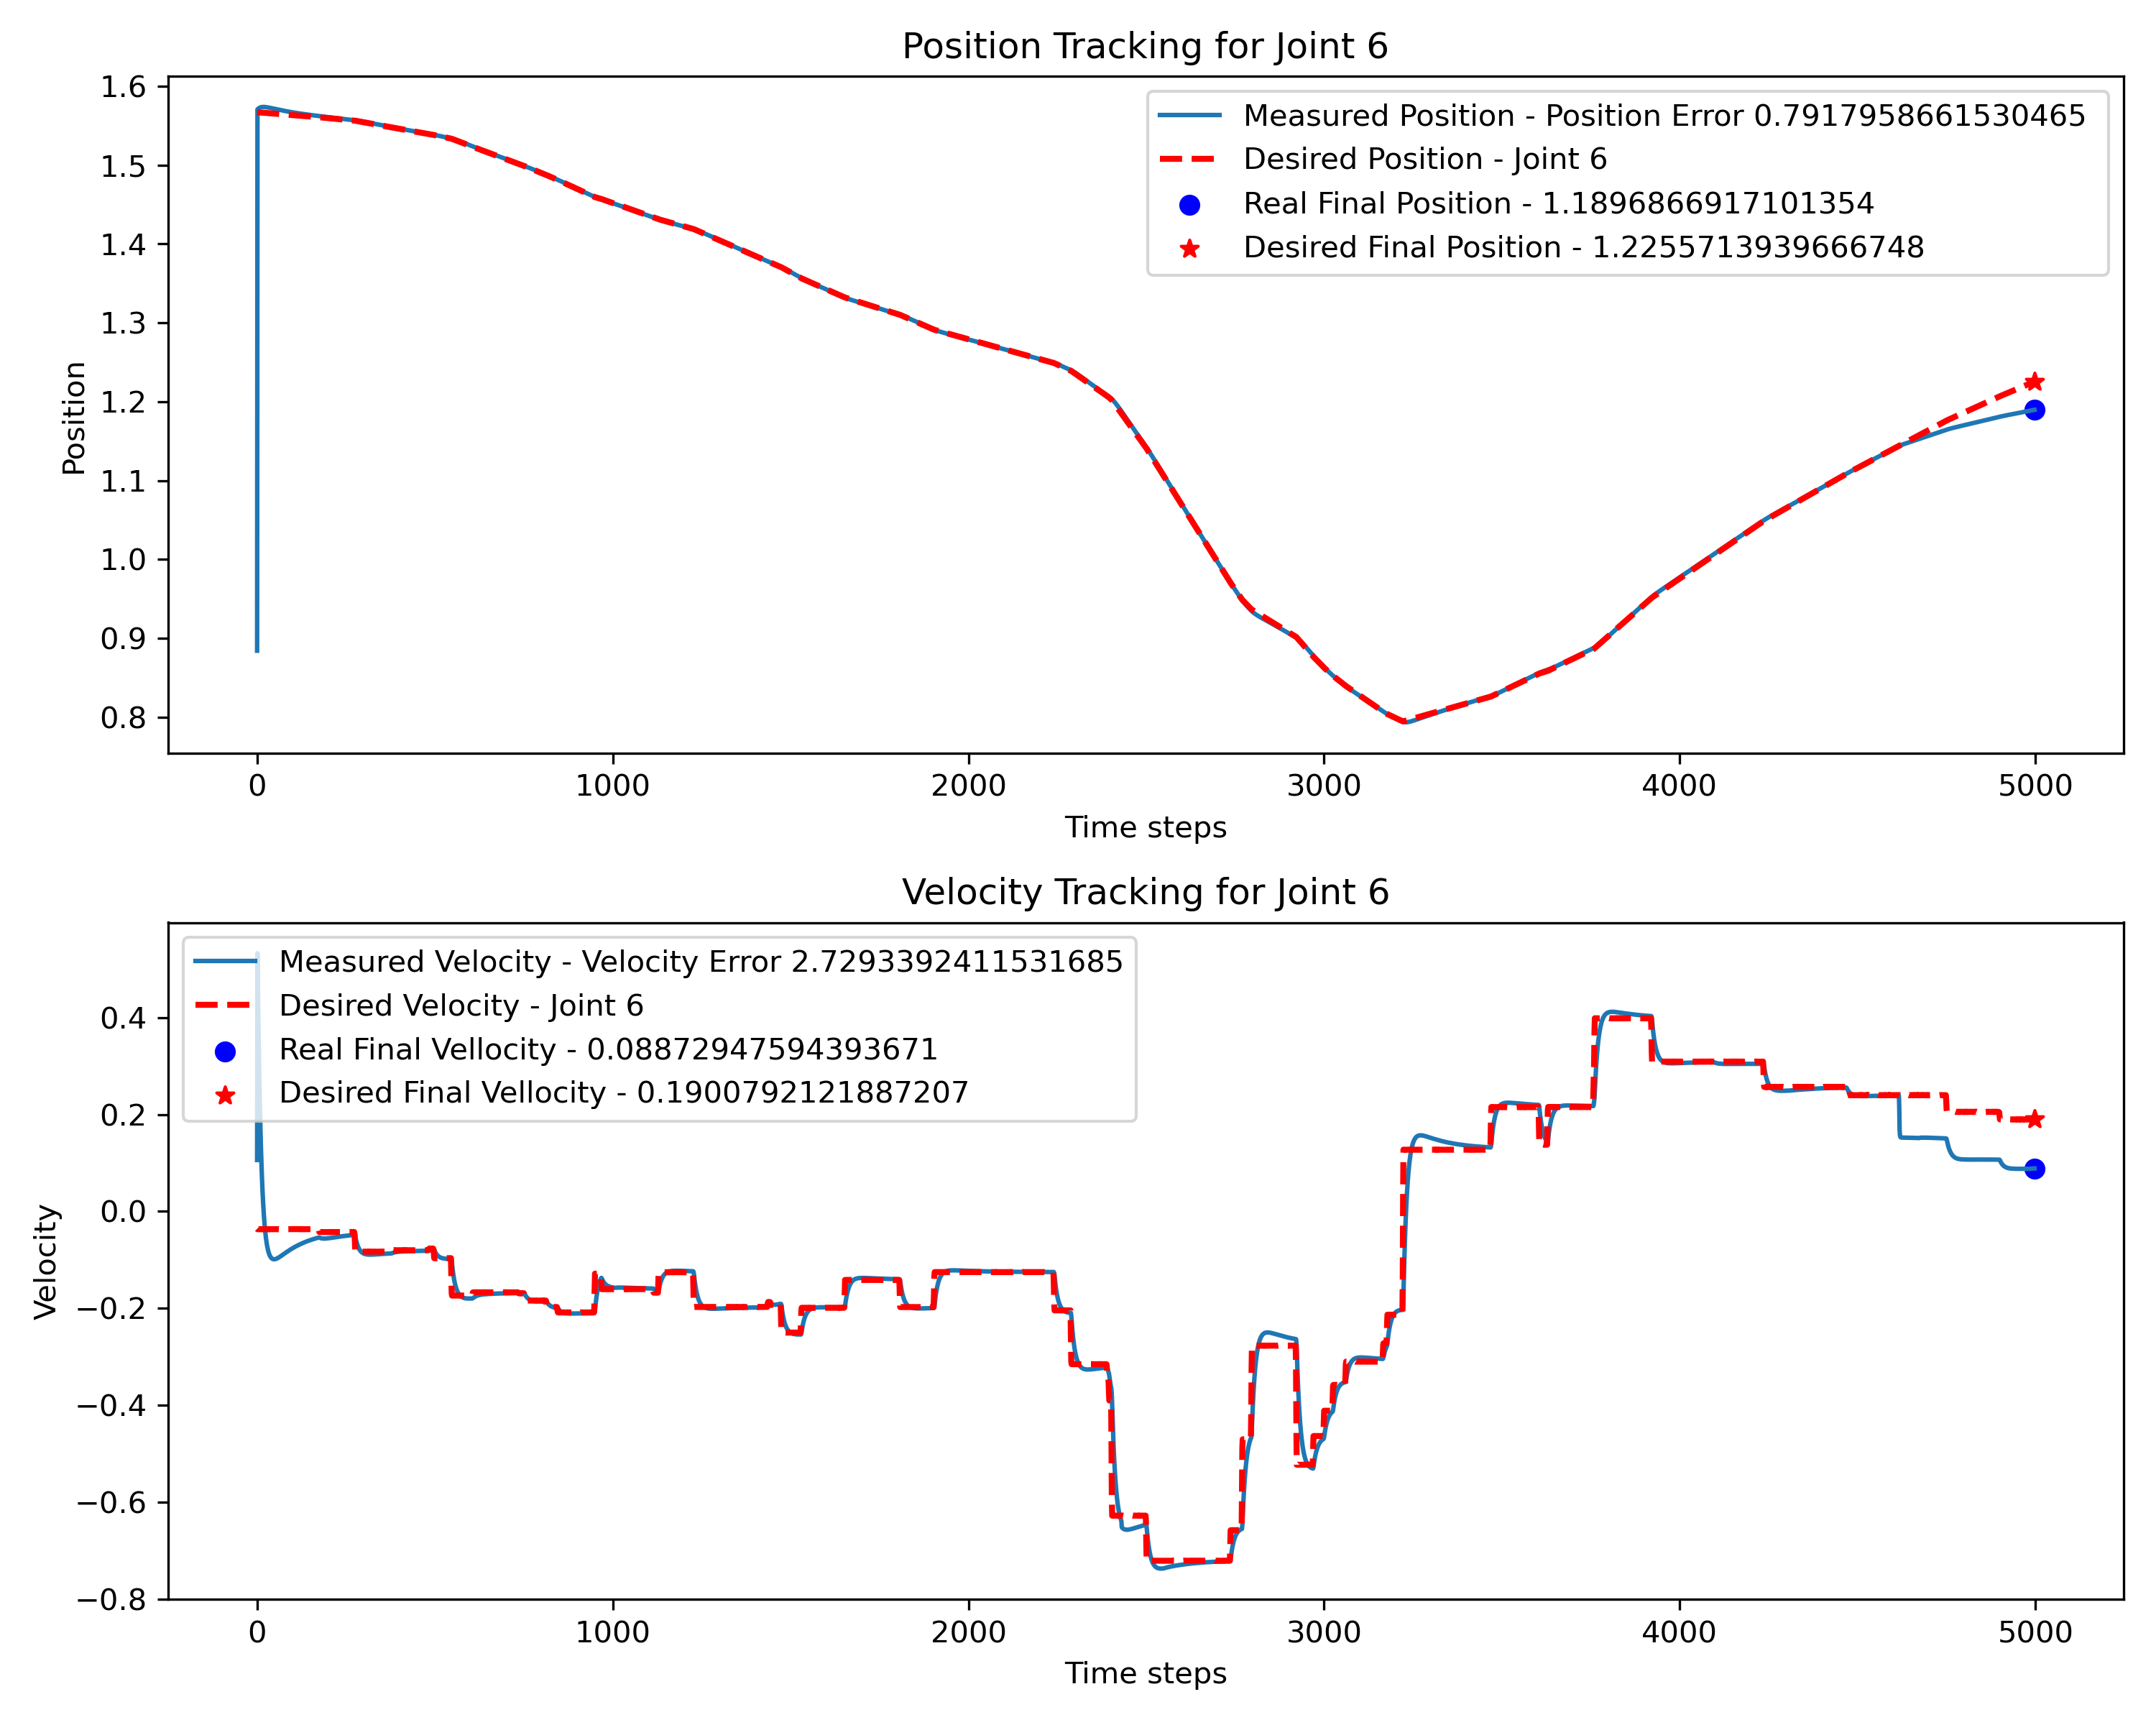 Position Tracking for Joint 6
1.6
1.5
1.4
1.3
1.2
1.1
1.0
0.9
0.8
Position
Measured Position - Position Error 0.7917958661530465
Desired Position - Joint 6
Real Final Position - 1.1896866917101354
Desired Final Position - 1.2255713939666748
0 1000 2000 3000 4000 5000
Time steps
Velocity Tracking for Joint 6
Measured Velocity - Velocity Error 2.7293392411531685
Desired Velocity - Joint 6
Real Final Vellocity - 0.08872947594393671
Desired Final Vellocity - 0.1900792121887207
0.4
0.2
0.0
−0.2
−0.4
−0.6
−0.8
Velocity
0 1000 2000 3000 4000 5000
Time steps